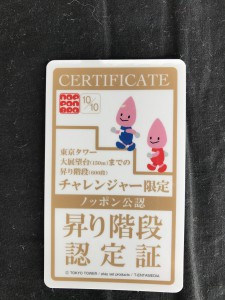 CERTIFICATE
10/10
東京タワー
大展望台(150m)までの
昇り階段(600段)
チャレンジャー限定
ノッポン公認
昇り階段
認定証
© TOKYO TOWER